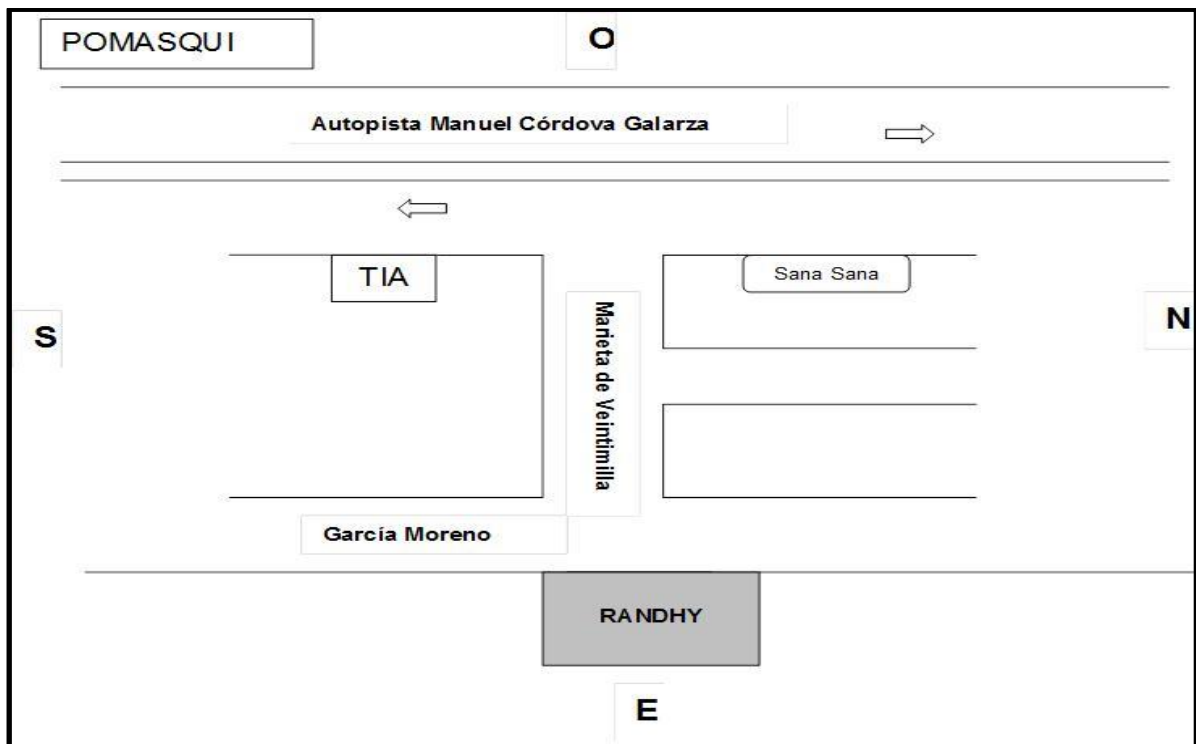 POMASQUI
O
Autopista Manuel Córdova Galarza
TIA
Sana Sana
S
Marieta de Veintimilla
N
García Moreno
RANDHY
E